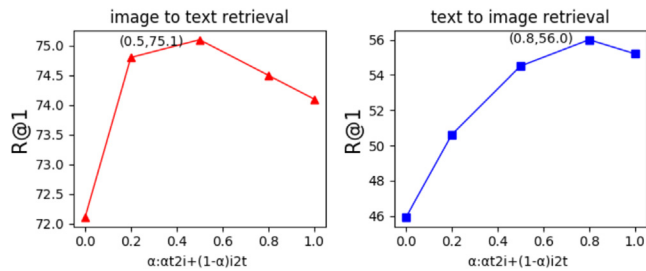 image to text retrieval
(0.5,75.1)
75.0
74.5
74.0
73.5
73.0
72.5
72.0
R@1
0.0 0.2 0.4 0.6 0.8 1.0
α:αt2i+(1-α)i2t
text to image retrieval
(0.8,56.0)
56
54
52
50
48
46
R@1
0.0 0.2 0.4 0.6 0.8 1.0
α:αt2i+(1-α)i2t